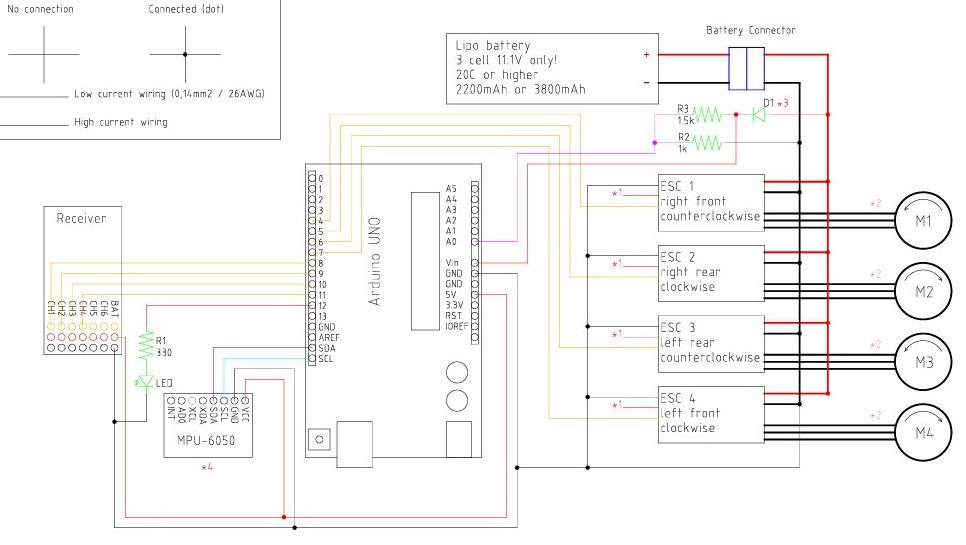 No connection
Connected (dot)
Low current wiring (0,14mm2 / 26AWG)
High current wiring
Battery Connector
Lipo battery
3 cell 11.1V only!
20C or higher
2200mAh or 3800mAh
+
-
R3
1.5k
D1 *3
R2
1k
Receiver
CH1
CH2
CH3
CH4
CH5
CH6
BAT
R1
330
LED
INT
AD0
XCL
XDA
SDA
SCL
GND
VCC
MPU-6050
*4
0
1
2
3
4
5
6
7
8
9
10
11
12
13
GND
AREF
SDA
SCL
Arduino UNO
A5
A4
A3
A2
A1
A0
Vin
GND
GND
5V
3.3V
RST
IOREF
*1
ESC 1
right front
counterclockwise
*2
M1
*1
ESC 2
right rear
clockwise
*2
M2
*1
ESC 3
left rear
counterclockwise
*2
M3
*1
ESC 4
left front
clockwise
*2
M4